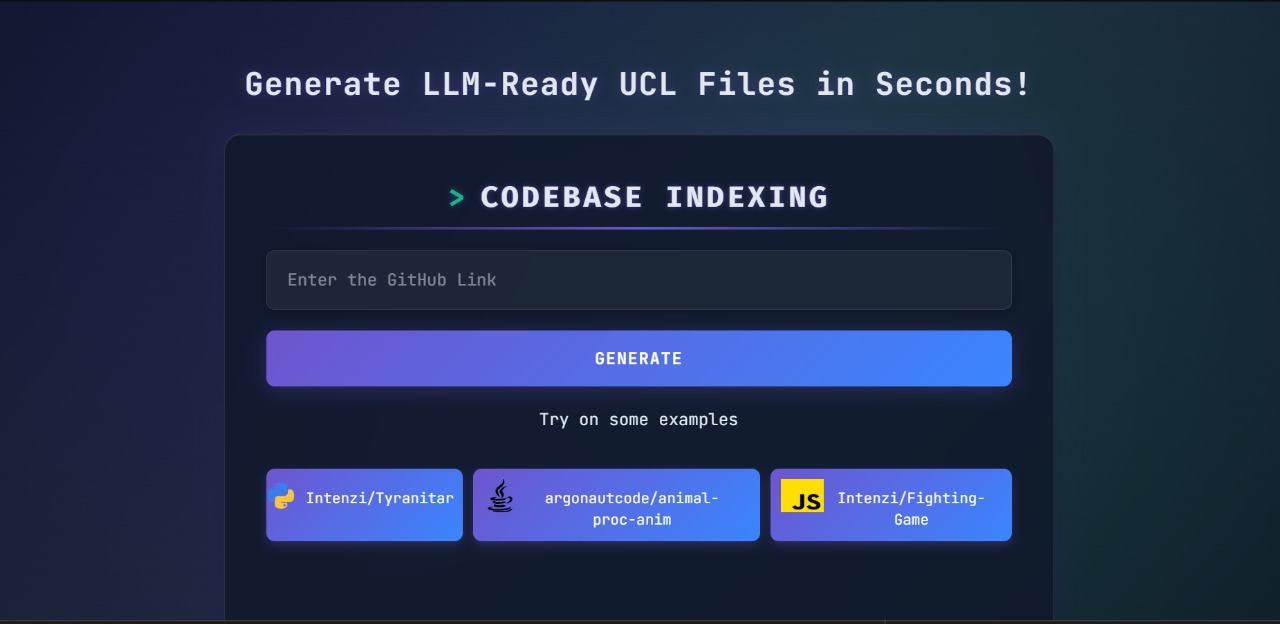 Generate LLM-Ready UCL Files in Seconds!
> CODEBASE INDEXING
Enter the GitHub Link
GENERATE
Try on some examples
Intenzi/Tyranitar
argonautcode/animal-
proc-anim
JS
Intenzi/Fighting-
Game